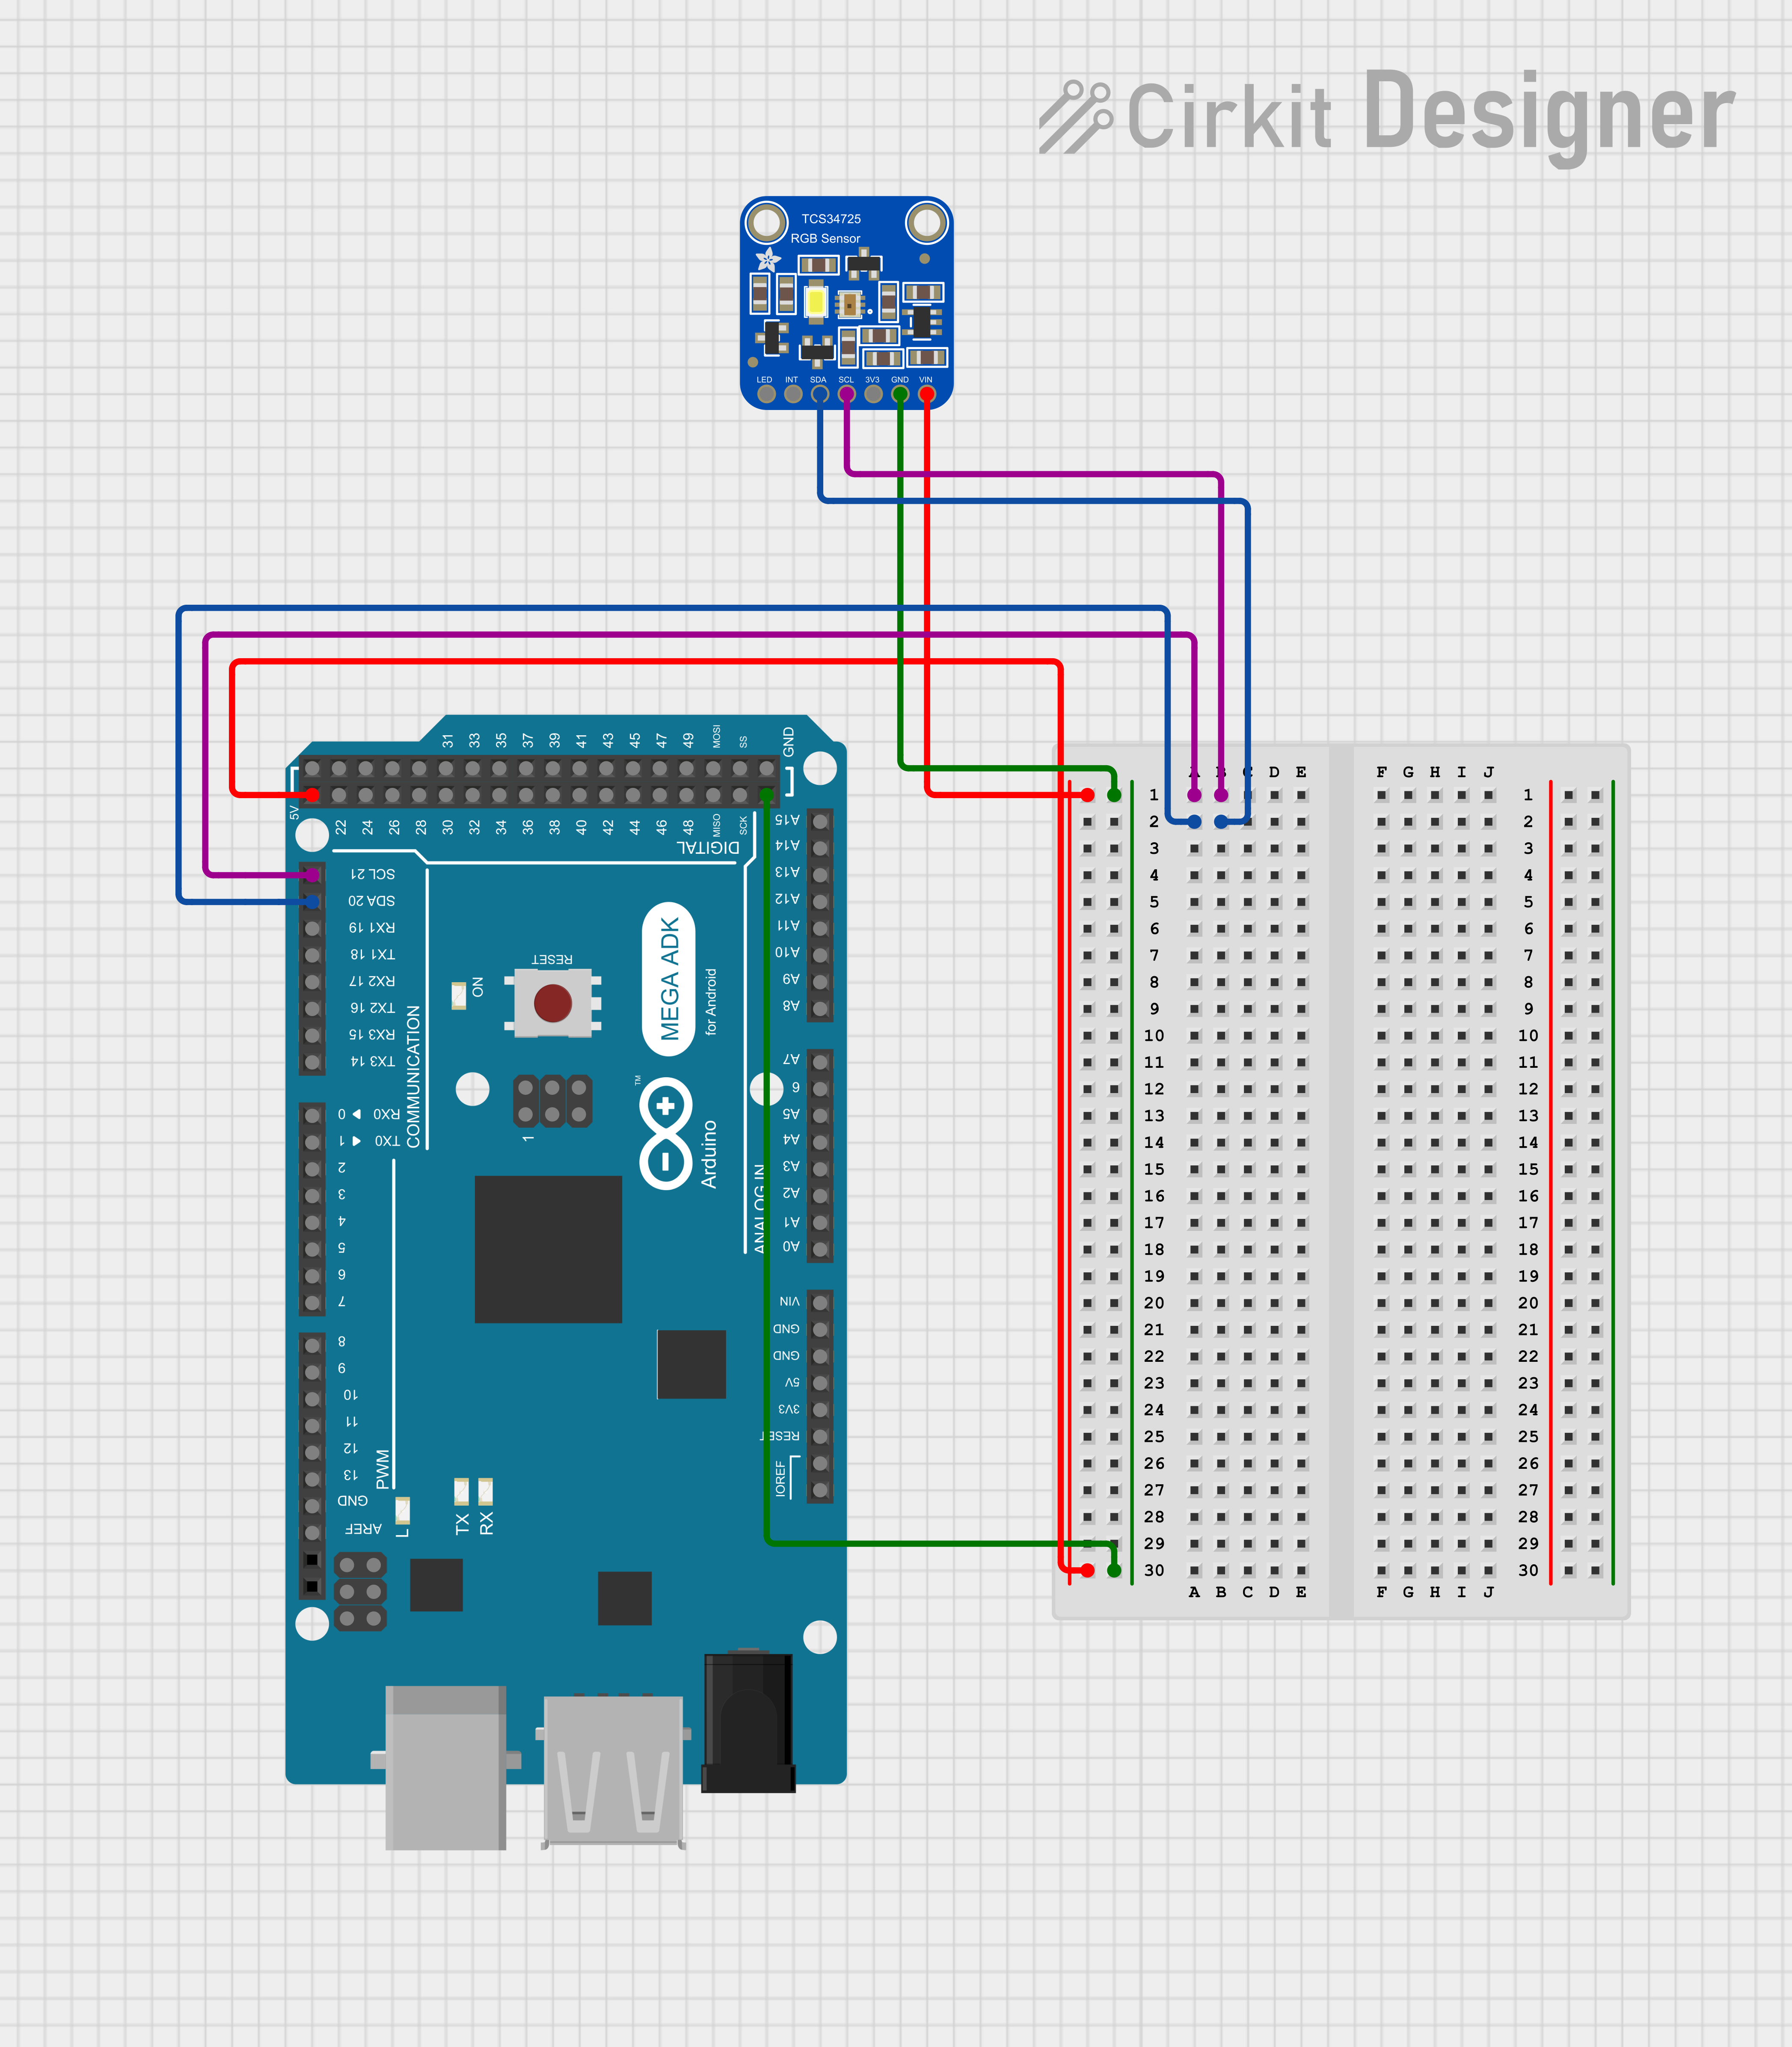 Cirkit Designer
TCS34725
RGB Sensor
LED INT SDA SCL 3V3 GND VIN
31 33 35 37 39 41 43 45 47 49 MOSI SS GND
5V 22 24 26 28 30 32 34 36 38 40 42 44 46 48 MISO SCK
DIGITAL
SCL 21
SDA 20
RX1 19
TX1 18
RX2 17
TX2 16
RX3 15
TX3 14
COMMUNICATION
RX0 0
TX0 1
2
3
4
5
6
7
8
9
10
11
12
13
GND
AREF
PWM
L
TX
RX
ON
RESET
1
MEGA ADK
for Android
TM
Arduino
ANALOG IN
A15
A14
A13
A12
A11
A10
A9
A8
A7
6
A5
A4
A3
A2
A1
A0
VIN
GND
GND
5V
3V3
RESET
IOREF
A B C D E F G H I J
1 1
2 2
3 3
4 4
5 5
6 6
7 7
8 8
9 9
10 10
11 11
12 12
13 13
14 14
15 15
16 16
17 17
18 18
19 19
20 20
21 21
22 22
23 23
24 24
25 25
26 26
27 27
28 28
29 29
30 30
A B C D E F G H I J